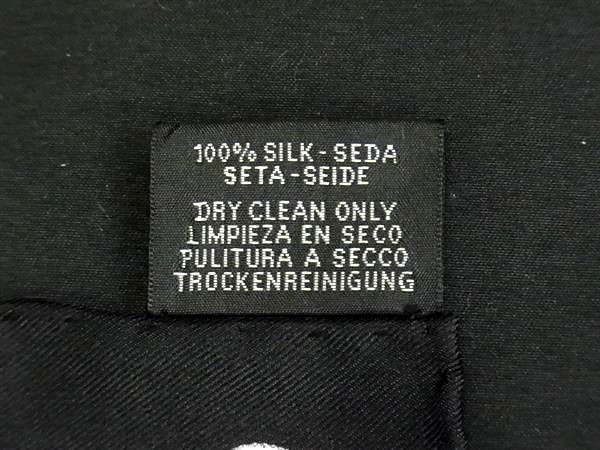 100% SILK - SEDA
SETA - SEIDE
DRY CLEAN ONLY
LIMPIEZA EN SECO
PULITURA A SECCO
TROCKENREINIGUNG